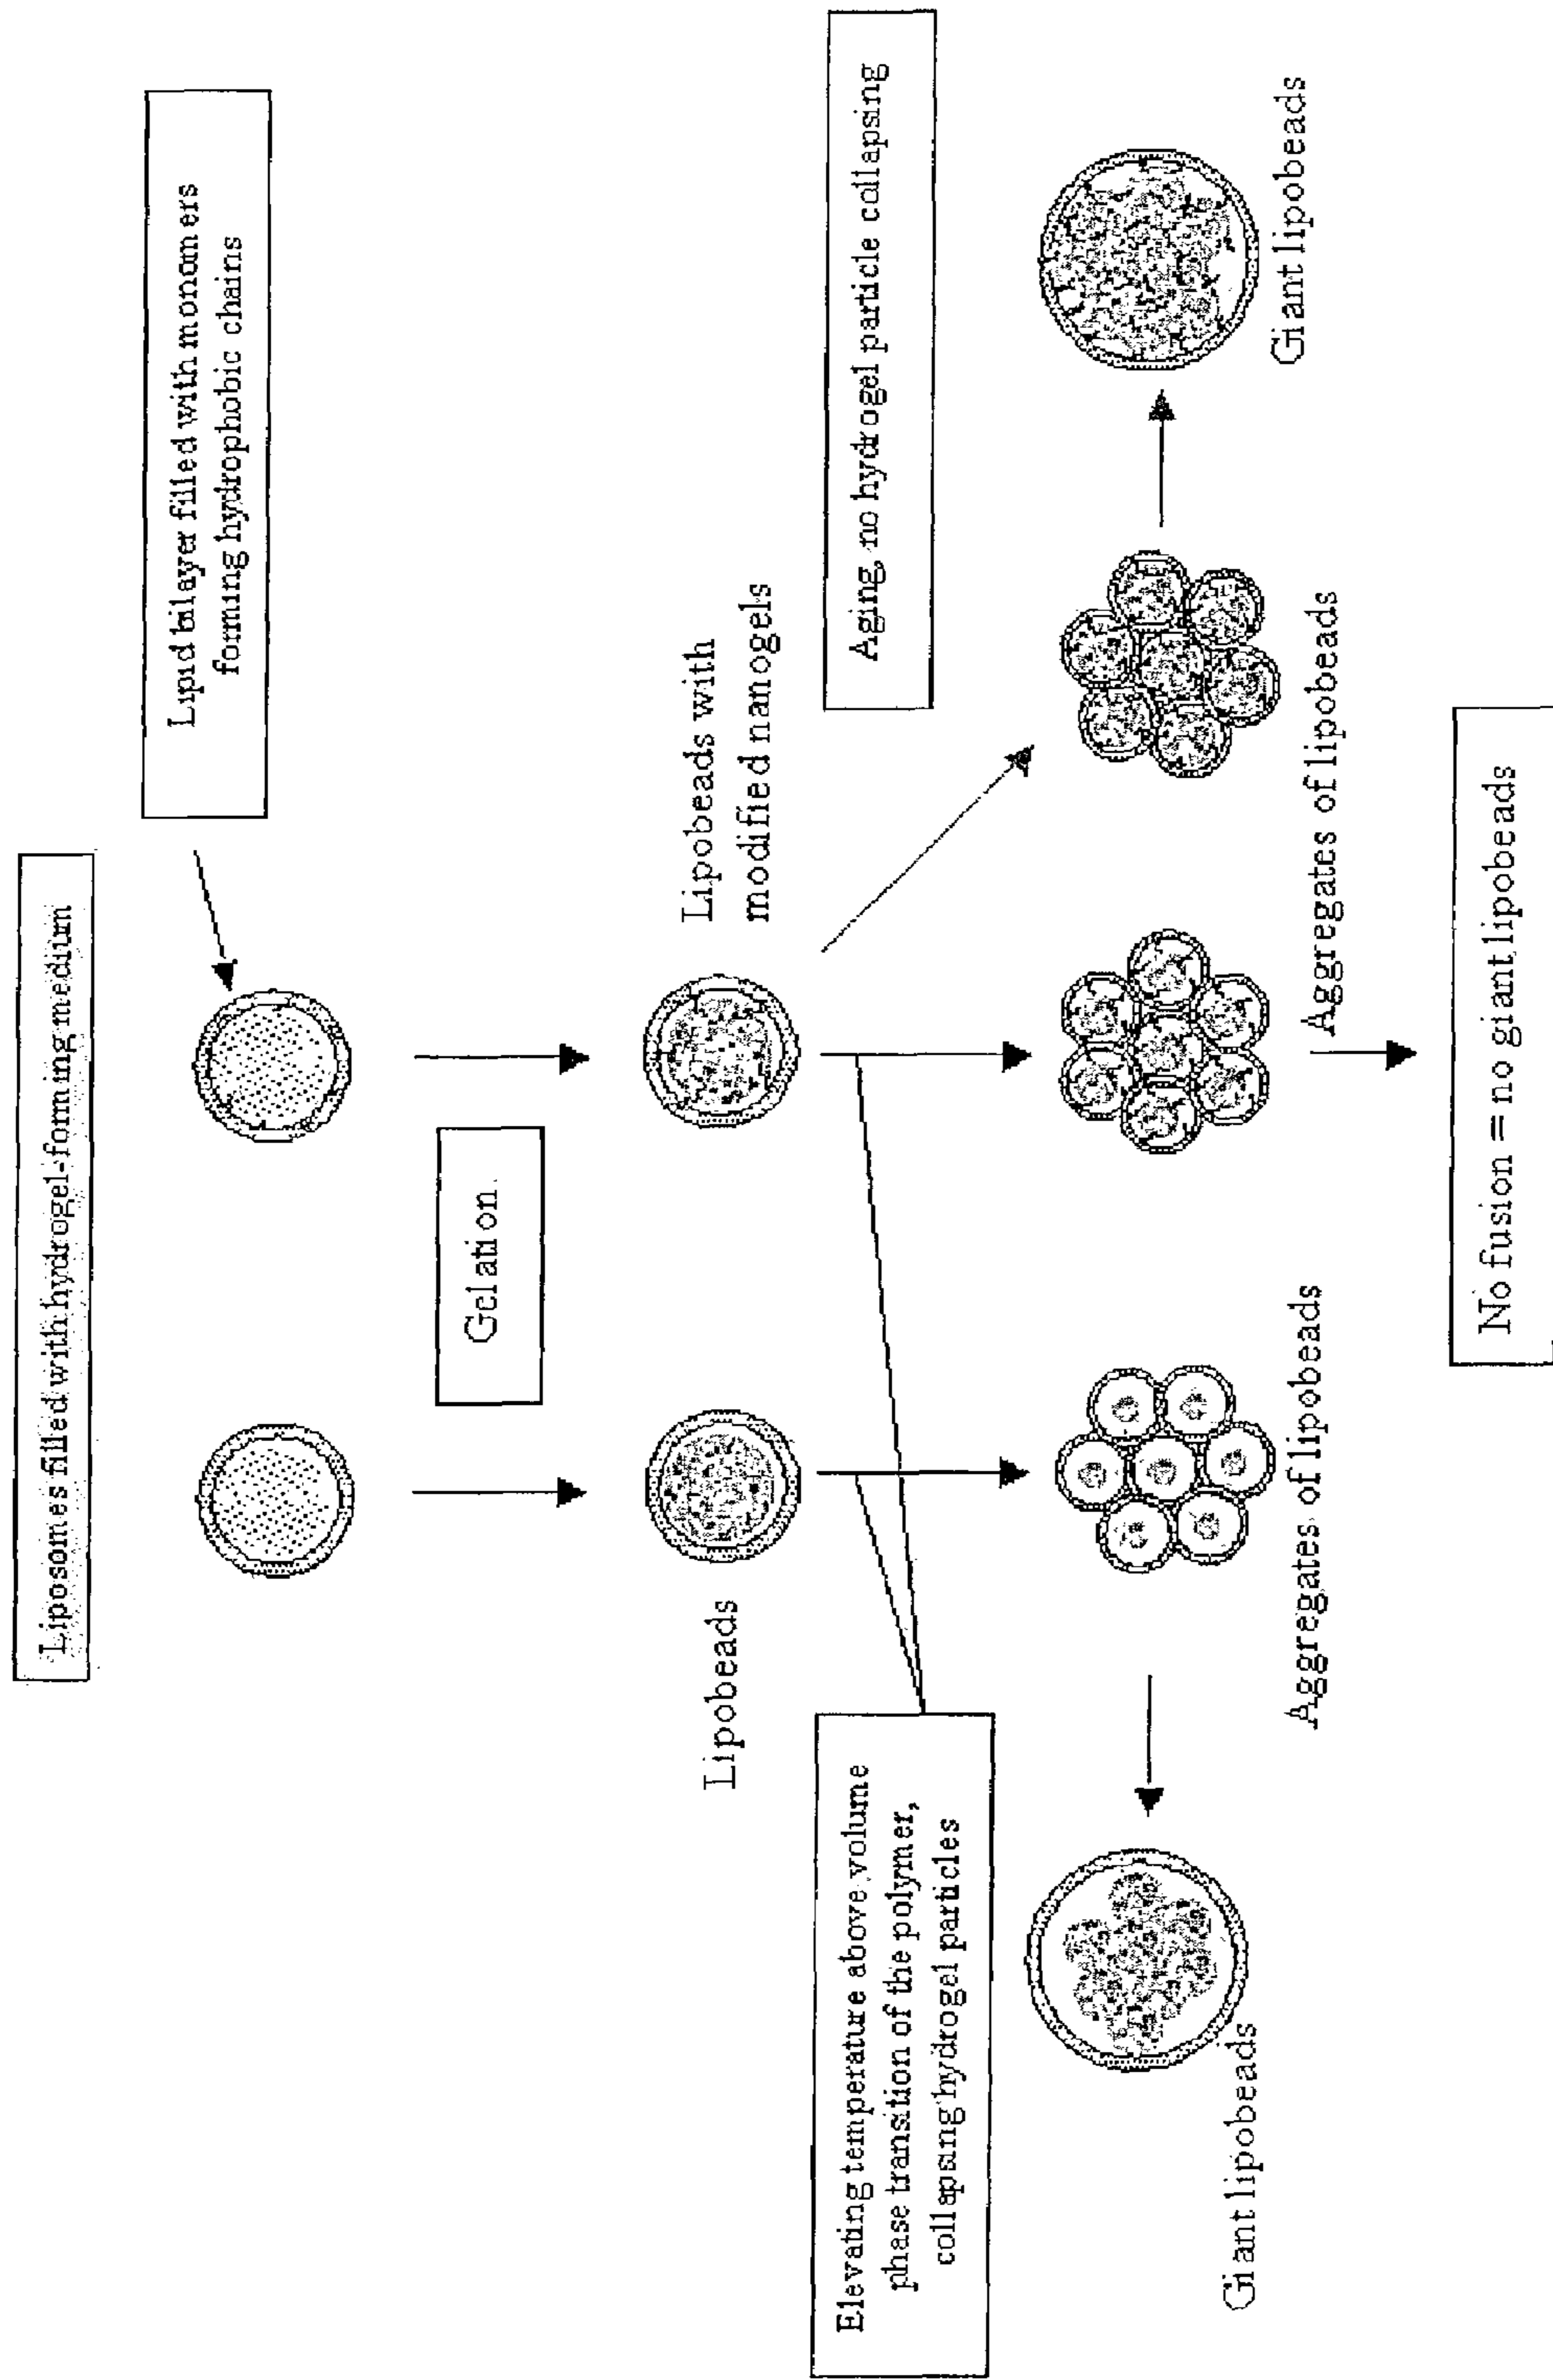 Liposomes filled with hydrogel-forming medium
Lipid bilayer filled with monomers
forming hydrophobic chains
Gelation
Lipobeads
Lipobeads with
modified nanogels
Elevating temperature above volume
phase transition of the polymer,
collapsing hydrogel particles
Aging, no hydrogel particle collapsing
Giant lipobeads
Aggregates of lipobeads
Aggregates of lipobeads
Giant lipobeads
No fusion = no giant lipobeads